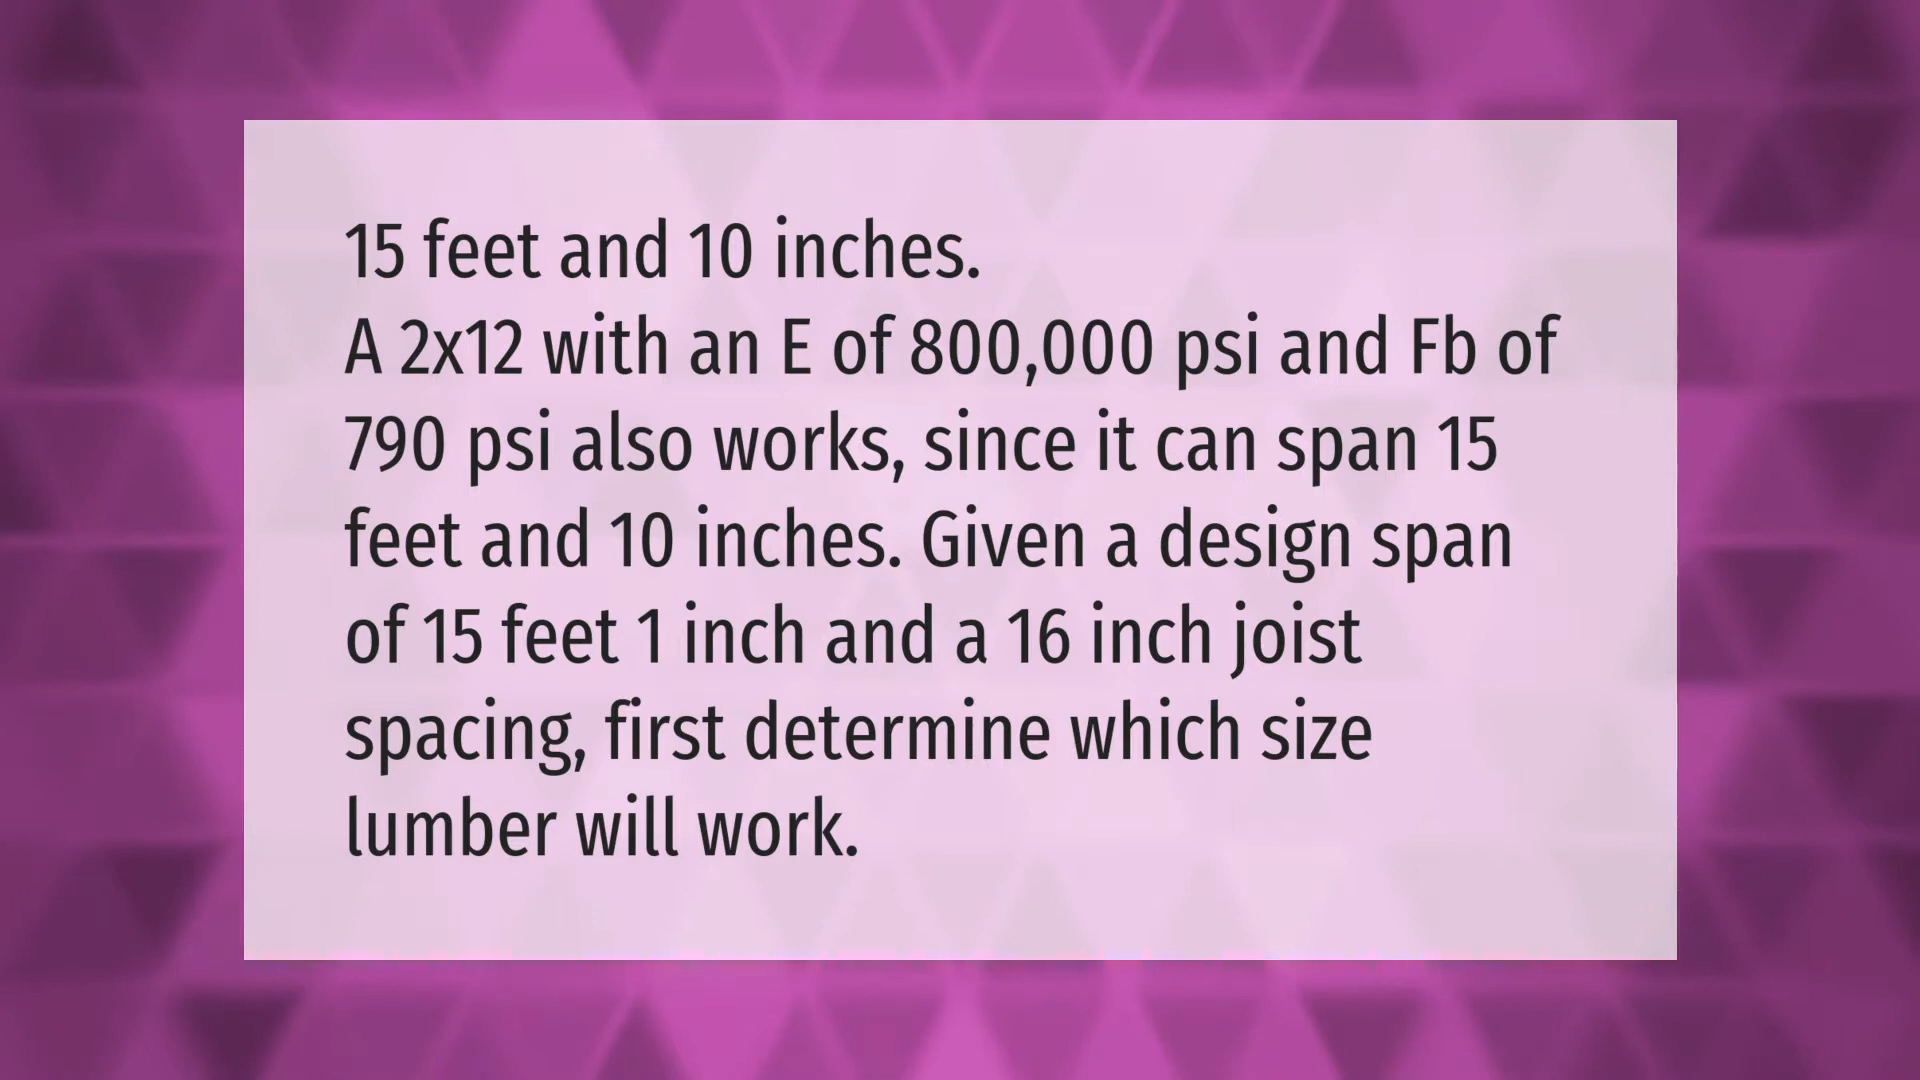 15 feet and 10 inches.
A 2x12 with an E of 800,000 psi and Fb of
790 psi also works, since it can span 15
feet and 10 inches. Given a design span
of 15 feet 1 inch and a 16 inch joist
spacing, first determine which size
lumber will work.